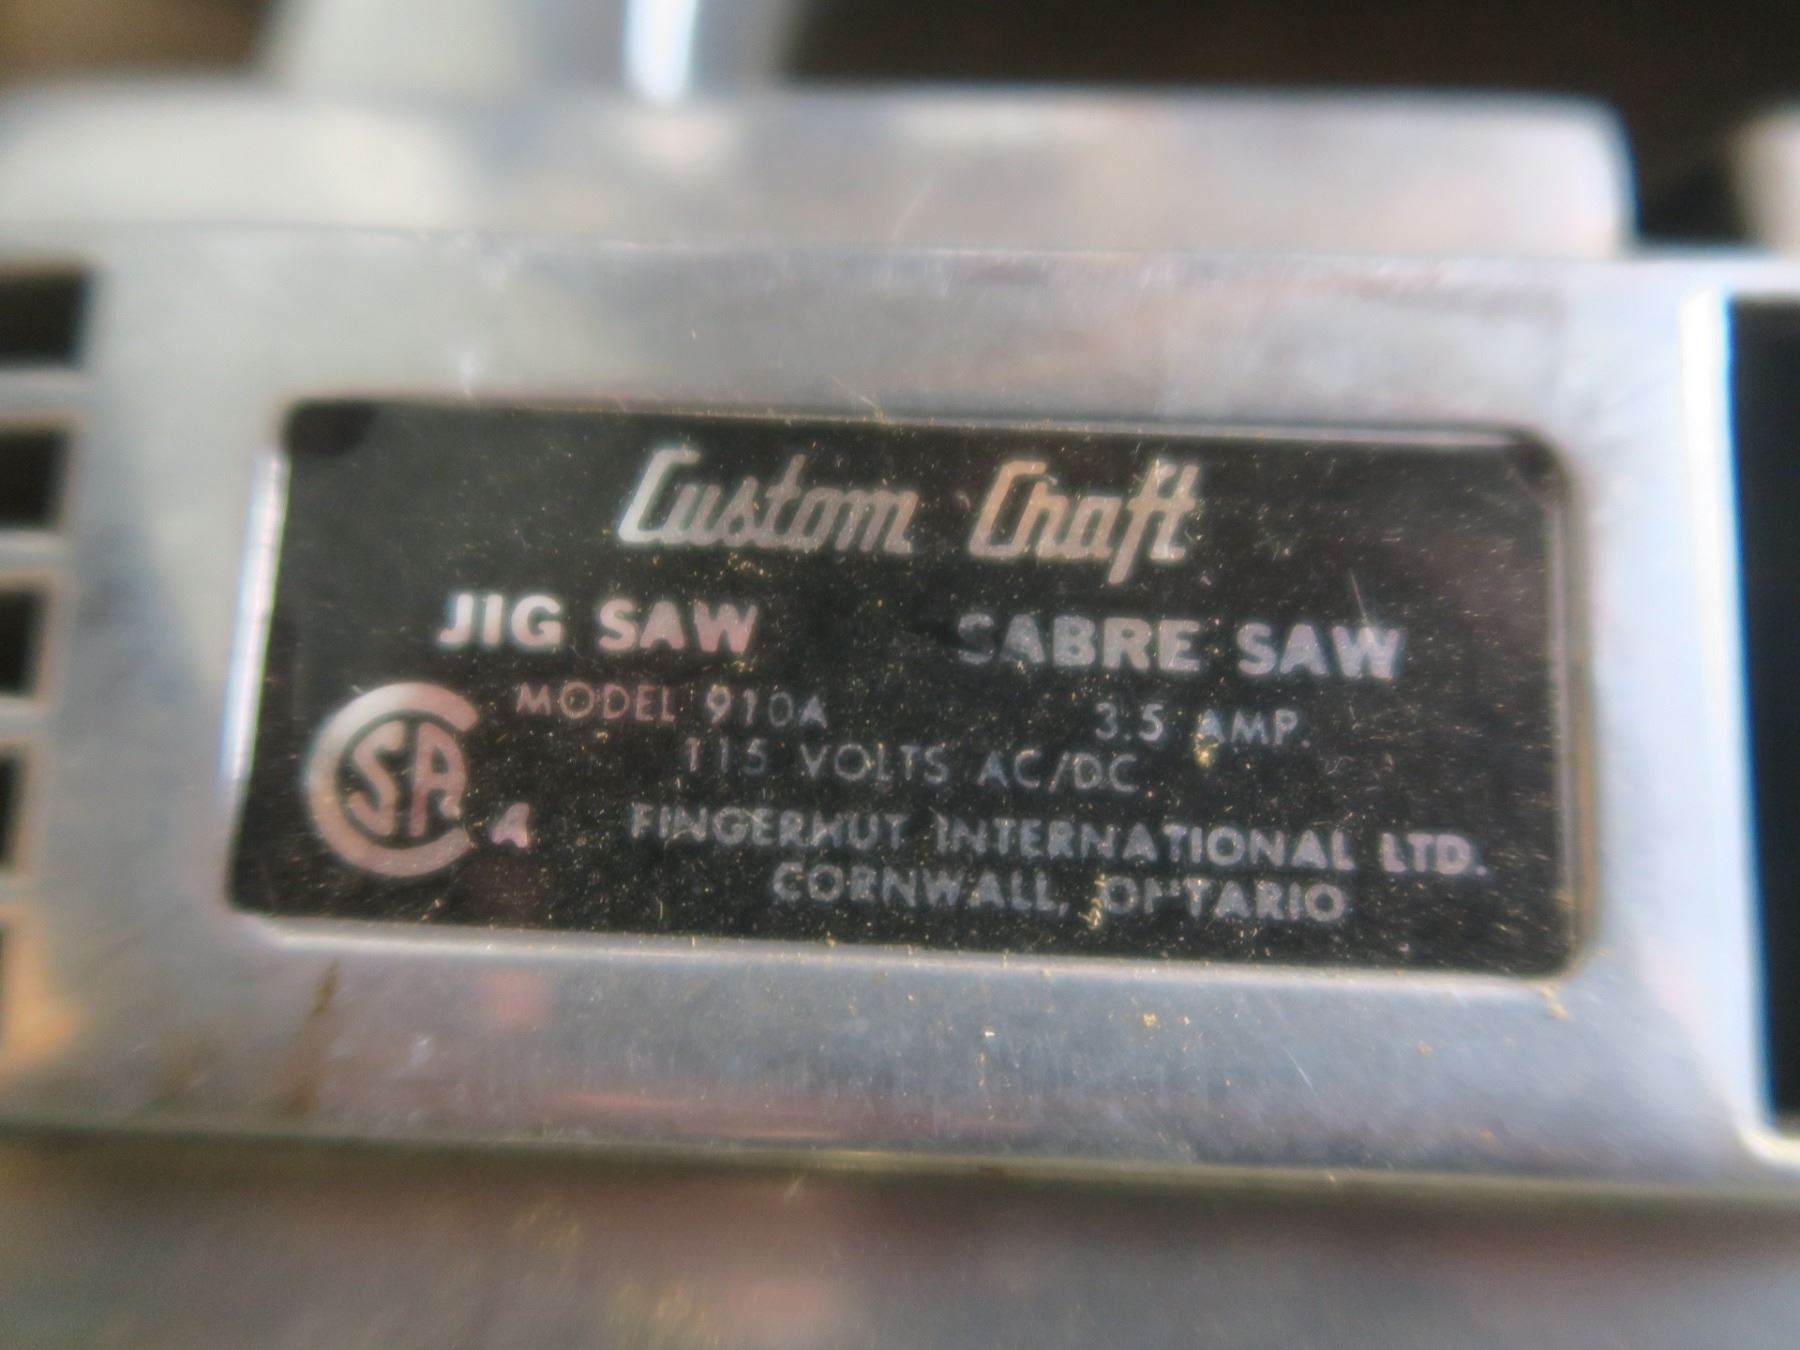 Custom Craft
JIG SAW SABRE SAW
MODEL 910A 3.5 AMP.
115 VOLTS AC/DC
CSA A
FINGERHUT INTERNATIONAL LTD.
CORNWALL, ONTARIO